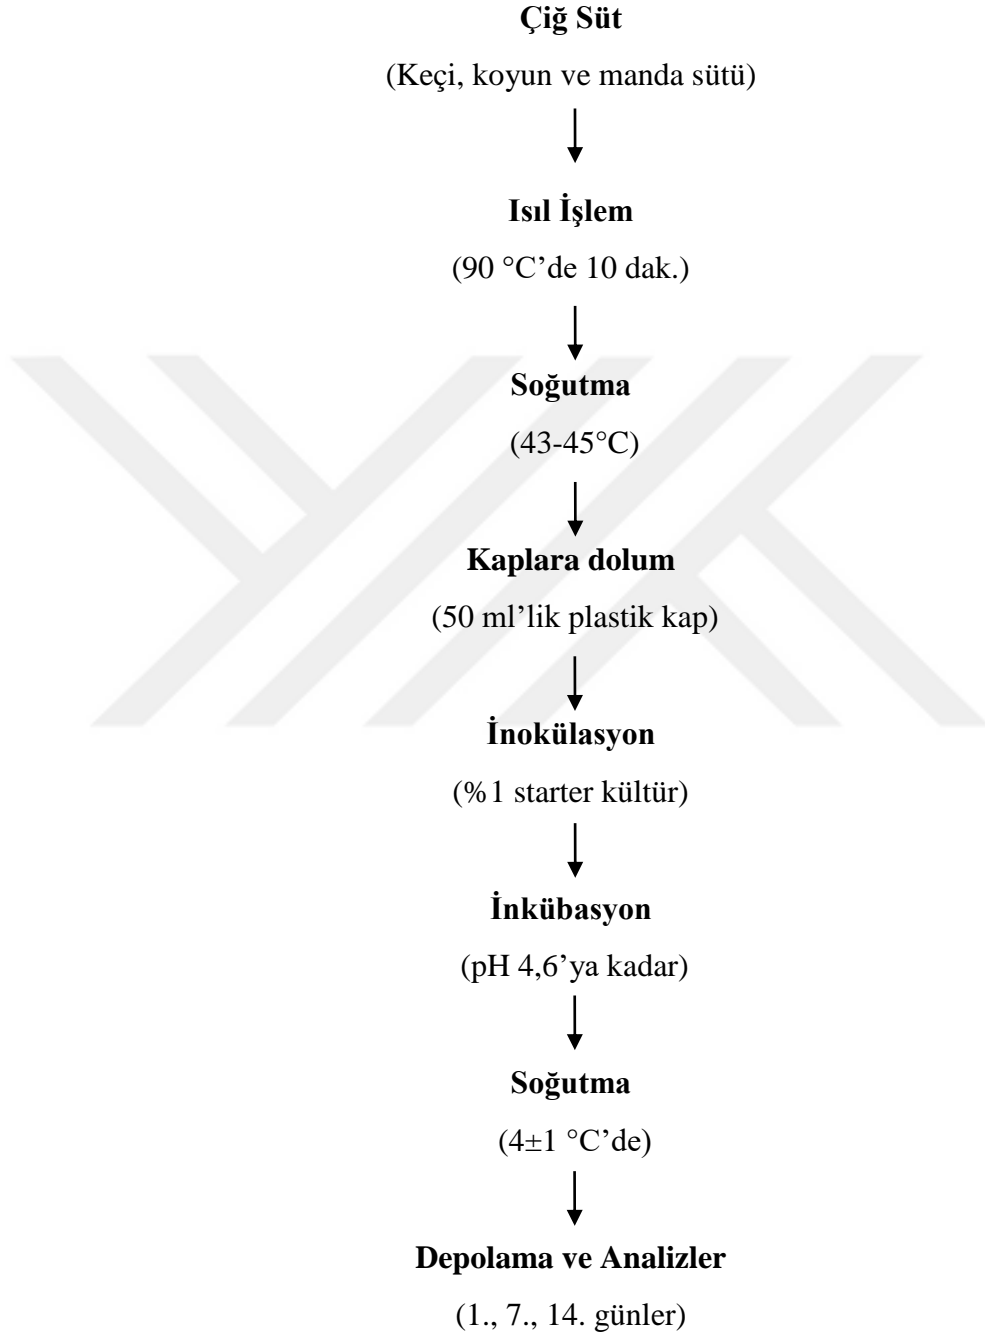 Çiğ Süt
(Keçi, koyun ve manda sütü)
Isıl İşlem
(90 °C’de 10 dak.)
Soğutma
(43-45°C)
Kaplara dolum
(50 ml’lik plastik kap)
İnokülasyon
(%1 starter kültür)
İnkübasyon
(pH 4,6’ya kadar)
Soğutma
(4±1 °C’de)
Depolama ve Analizler
(1., 7., 14. günler)